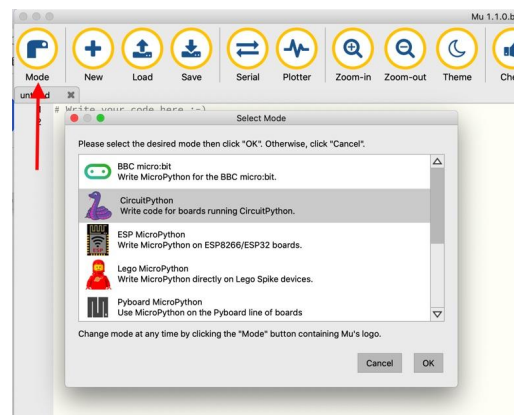 Mu 1.1.0.b
Mode New Load Save Serial Plotter Zoom-in Zoom-out Theme Che
untitled
# Write your code here :-)
Select Mode
Please select the desired mode then click "OK". Otherwise, click "Cancel".
BBC micro:bit
Write MicroPython for the BBC micro:bit.
CircuitPython
Write code for boards running CircuitPython.
ESP MicroPython
Write MicroPython on ESP8266/ESP32 boards.
Lego MicroPython
Write MicroPython directly on Lego Spike devices.
Pyboard MicroPython
Use MicroPython on the Pyboard line of boards
Change mode at any time by clicking the "Mode" button containing Mu's logo.
Cancel OK